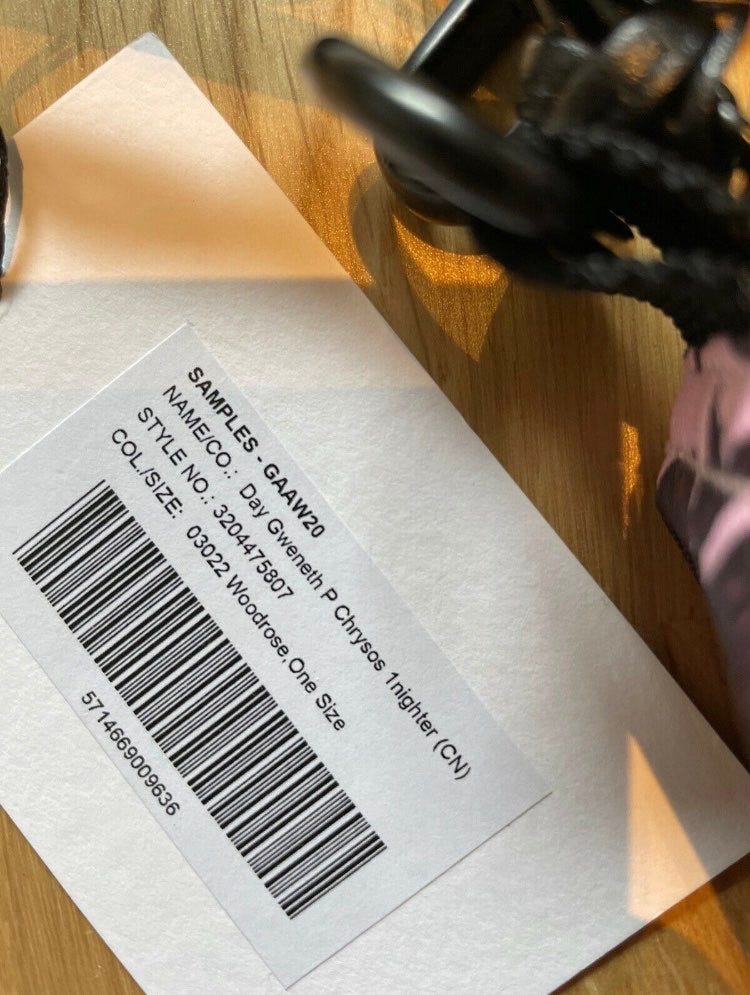 SAMPLES - GAAW20
NAME/CO.: Day Gweneth P Chrysos 1nighter (CN)
STYLE NO.: 3204475807
COL./SIZE: 03022 Woodrose, One Size
5714669009636